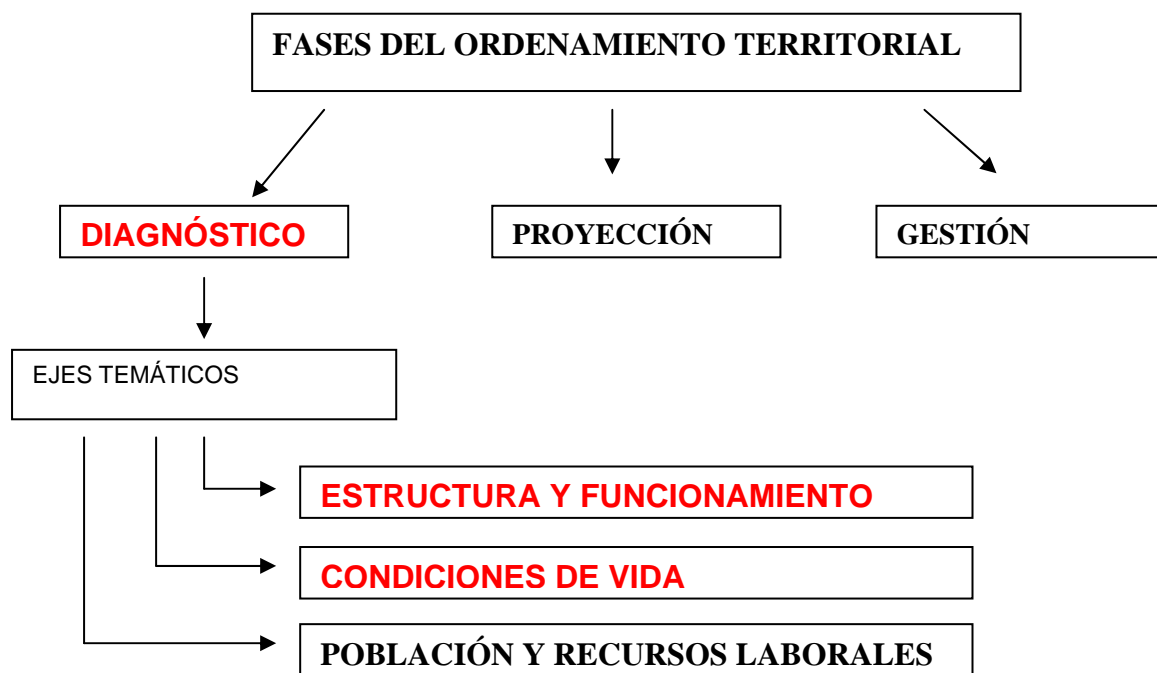 FASES DEL ORDENAMIENTO TERRITORIAL
DIAGNÓSTICO
PROYECCIÓN
GESTIÓN
EJES TEMÁTICOS
ESTRUCTURA Y FUNCIONAMIENTO
CONDICIONES DE VIDA
POBLACIÓN Y RECURSOS LABORALES